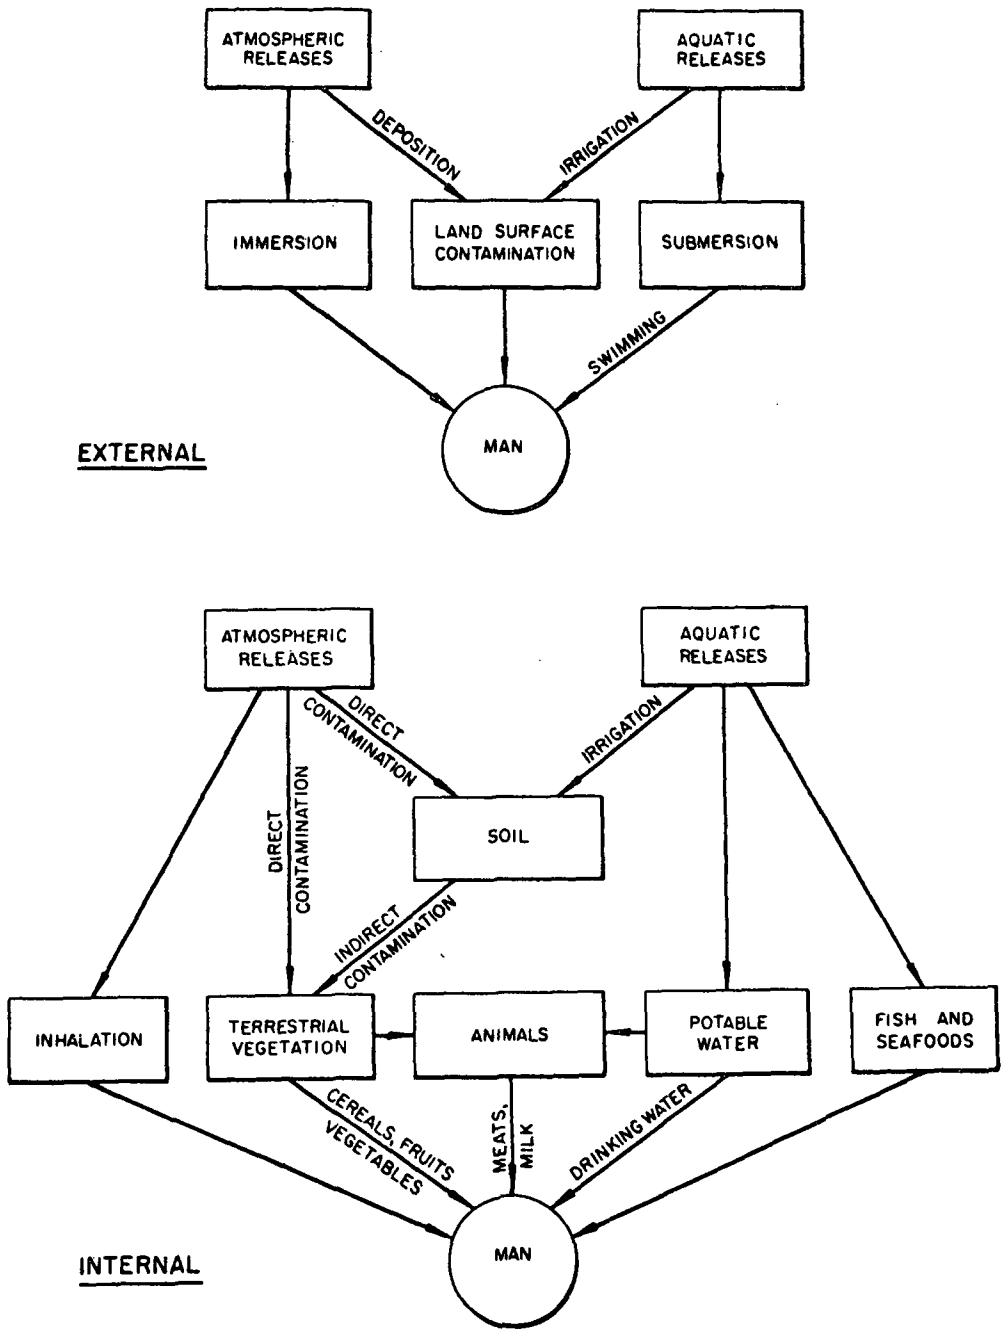 ATMOSPHERIC
RELEASES
AQUATIC
RELEASES
DEPOSITION
IRRIGATION
IMMERSION
LAND SURFACE
CONTAMINATION
SUBMERSION
SWIMMING
MAN
EXTERNAL
ATMOSPHERIC
RELEASES
AQUATIC
RELEASES
DIRECT
CONTAMINATION
IRRIGATION
DIRECT
CONTAMINATION
SOIL
INDIRECT
CONTAMINATION
INHALATION
TERRESTRIAL
VEGETATION
ANIMALS
POTABLE
WATER
FISH AND
SEAFOODS
CEREALS, FRUITS
VEGETABLES
MEATS,
MILK
DRINKING WATER
MAN
INTERNAL